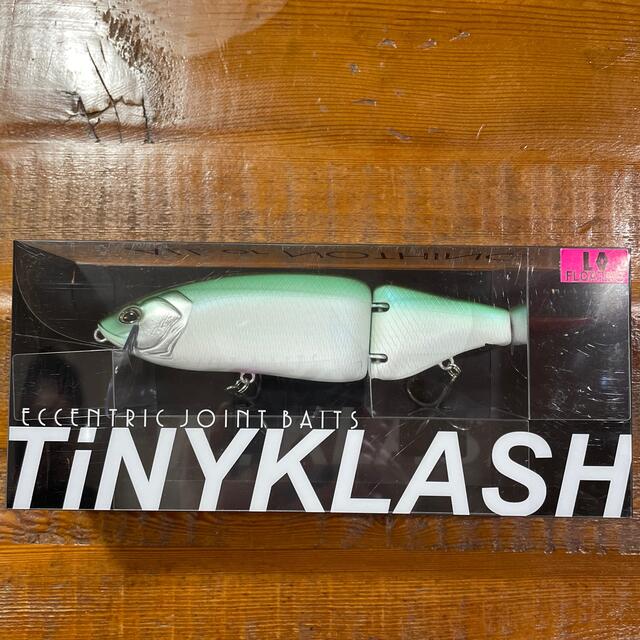 LO
FLOATING
ECCENTRIC JOINT BAITS
TiNYKLASH